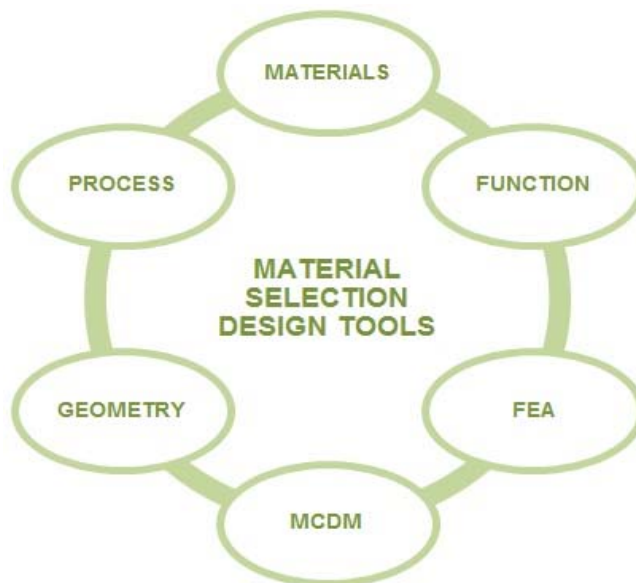 MATERIALS
PROCESS
FUNCTION
MATERIAL
SELECTION
DESIGN TOOLS
GEOMETRY
FEA
MCDM